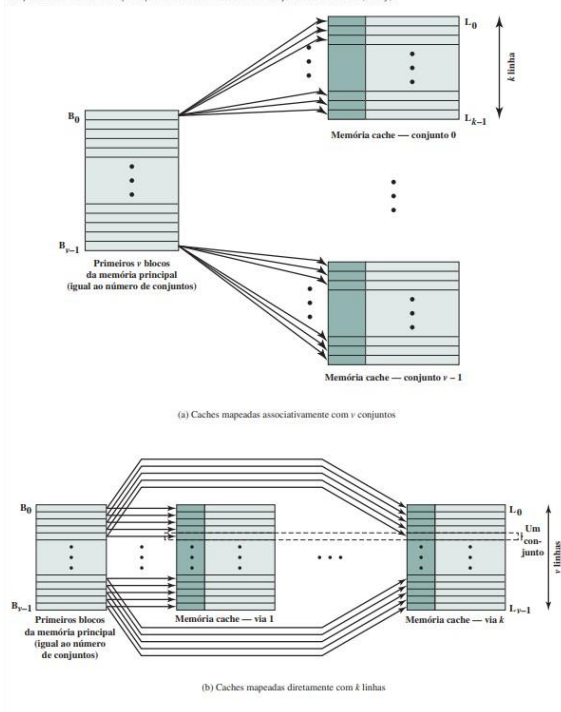 L0
k linha
Lk–1
Memória cache — conjunto 0
B0
Bv–1
Primeiros v blocos
da memória principal
(igual ao número de conjuntos)
Memória cache — conjunto v – 1
(a) Caches mapeadas associativamente com v conjuntos
B0
L0
Um
con-
junto
v linhas
Bv–1
Lv–1
Primeiros blocos
da memória principal
(igual ao número
de conjuntos)
Memória cache — via 1
Memória cache — via k
(b) Caches mapeadas diretamente com k linhas